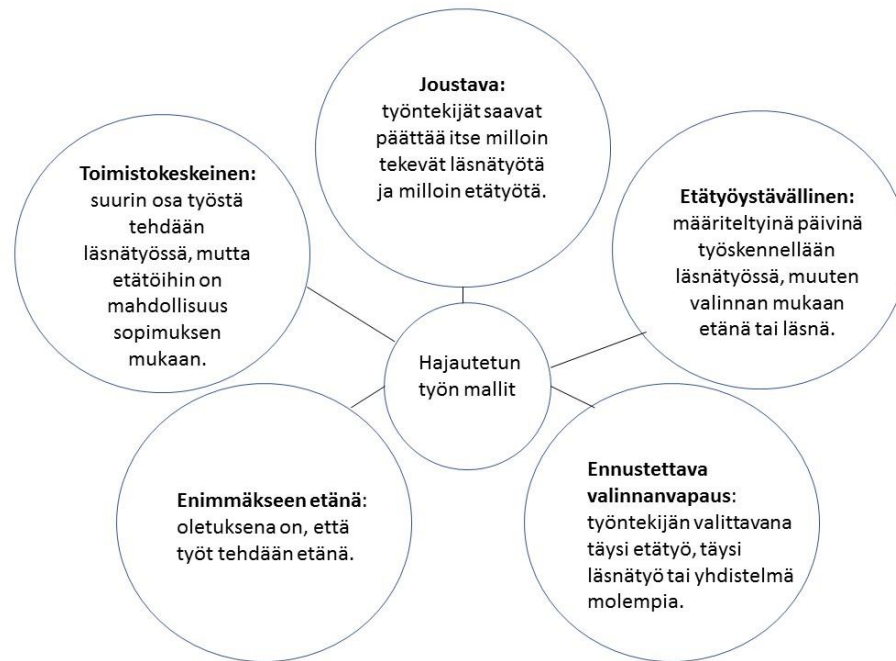 Joustava:
työntekijät saavat
päättää itse milloin
tekevät läsnätyötä
ja milloin etätyötä.
Toimistokeskeinen:
suurin osa työstä
tehdään
läsnätyössä, mutta
etätöihin on
mahdollisuus
sopimuksen
mukaan.
Etätyöystävällinen:
määriteltyinä päivinä
työskennellään
läsnätyössä, muuten
valinnan mukaan
etänä tai läsnä.
Hajautetun
työn mallit
Enimmäkseen etänä:
oletuksena on, että
työt tehdään etänä.
Ennustettava
valinnanvapaus:
työntekijän valittavana
täysi etätyö, täysi
läsnätyö tai yhdistelmä
molempia.